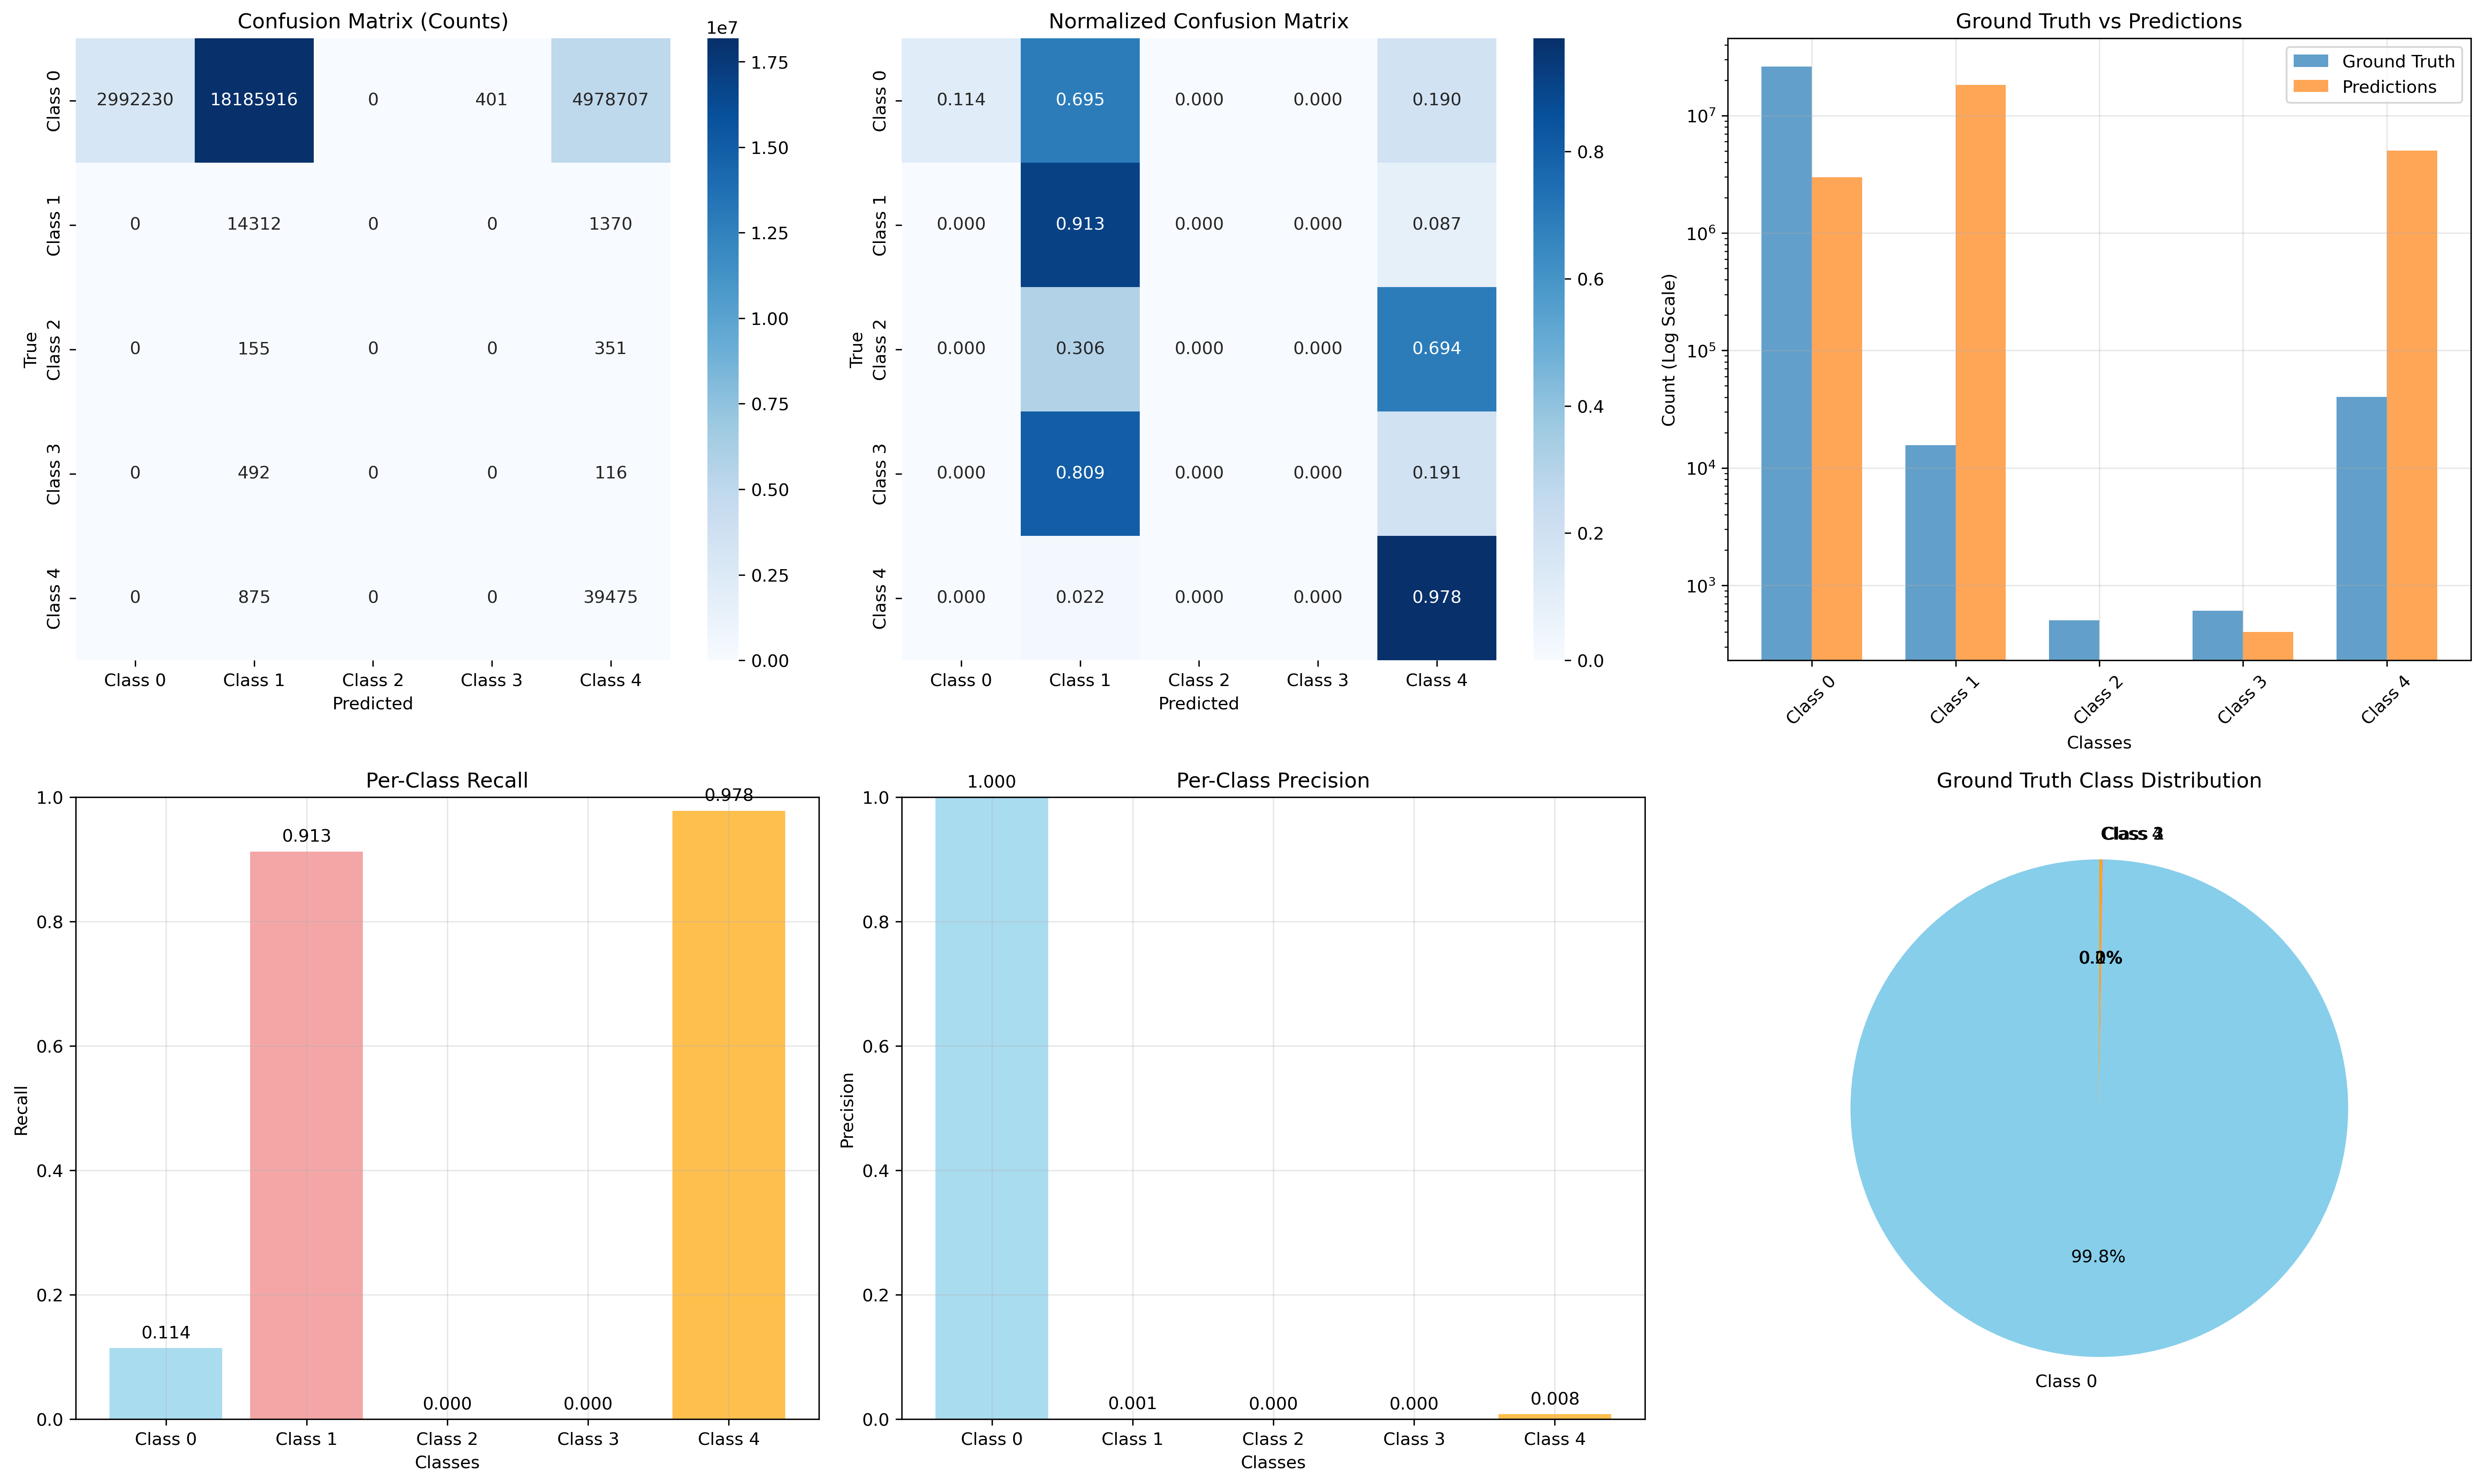 Confusion Matrix (Counts)
1e7
Class 0
Class 1
Class 2
Class 3
Class 4
True
2992230 18185916 0 401 4978707
0 14312 0 0 1370
0 155 0 0 351
0 492 0 0 116
0 875 0 0 39475
Class 0 Class 1 Class 2 Class 3 Class 4
Predicted
1.75
1.50
1.25
1.00
0.75
0.50
0.25
0.00
Normalized Confusion Matrix
Class 0
Class 1
Class 2
Class 3
Class 4
True
0.114 0.695 0.000 0.000 0.190
0.000 0.913 0.000 0.000 0.087
0.000 0.306 0.000 0.000 0.694
0.000 0.809 0.000 0.000 0.191
0.000 0.022 0.000 0.000 0.978
Class 0 Class 1 Class 2 Class 3 Class 4
Predicted
0.8
0.6
0.4
0.2
0.0
Ground Truth vs Predictions
Ground Truth
Predictions
Count (Log Scale)
10⁷
10⁶
10⁵
10⁴
10³
Class 0 Class 1 Class 2 Class 3 Class 4
Classes
Per-Class Recall
Recall
1.0
0.8
0.6
0.4
0.2
0.0
0.114 0.913 0.000 0.000 0.978
Class 0 Class 1 Class 2 Class 3 Class 4
Classes
Per-Class Precision
Precision
1.0
0.8
0.6
0.4
0.2
0.0
1.000 0.001 0.000 0.000 0.008
Class 0 Class 1 Class 2 Class 3 Class 4
Classes
Ground Truth Class Distribution
Class
99.8%
Class 0